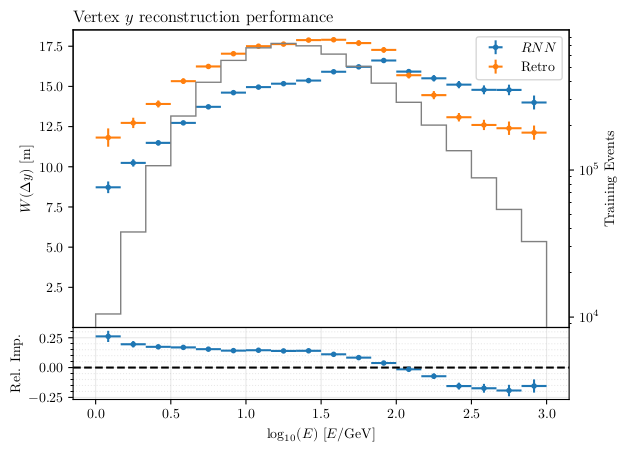 Vertex y reconstruction performance
RNN
Retro
W(Δy) [m]
17.5
15.0
12.5
10.0
7.5
5.0
2.5
Training Events
10⁵
10⁴
Rel. Imp.
0.25
0.00
−0.25
0.0 0.5 1.0 1.5 2.0 2.5 3.0
log₁₀(E) [E/GeV]